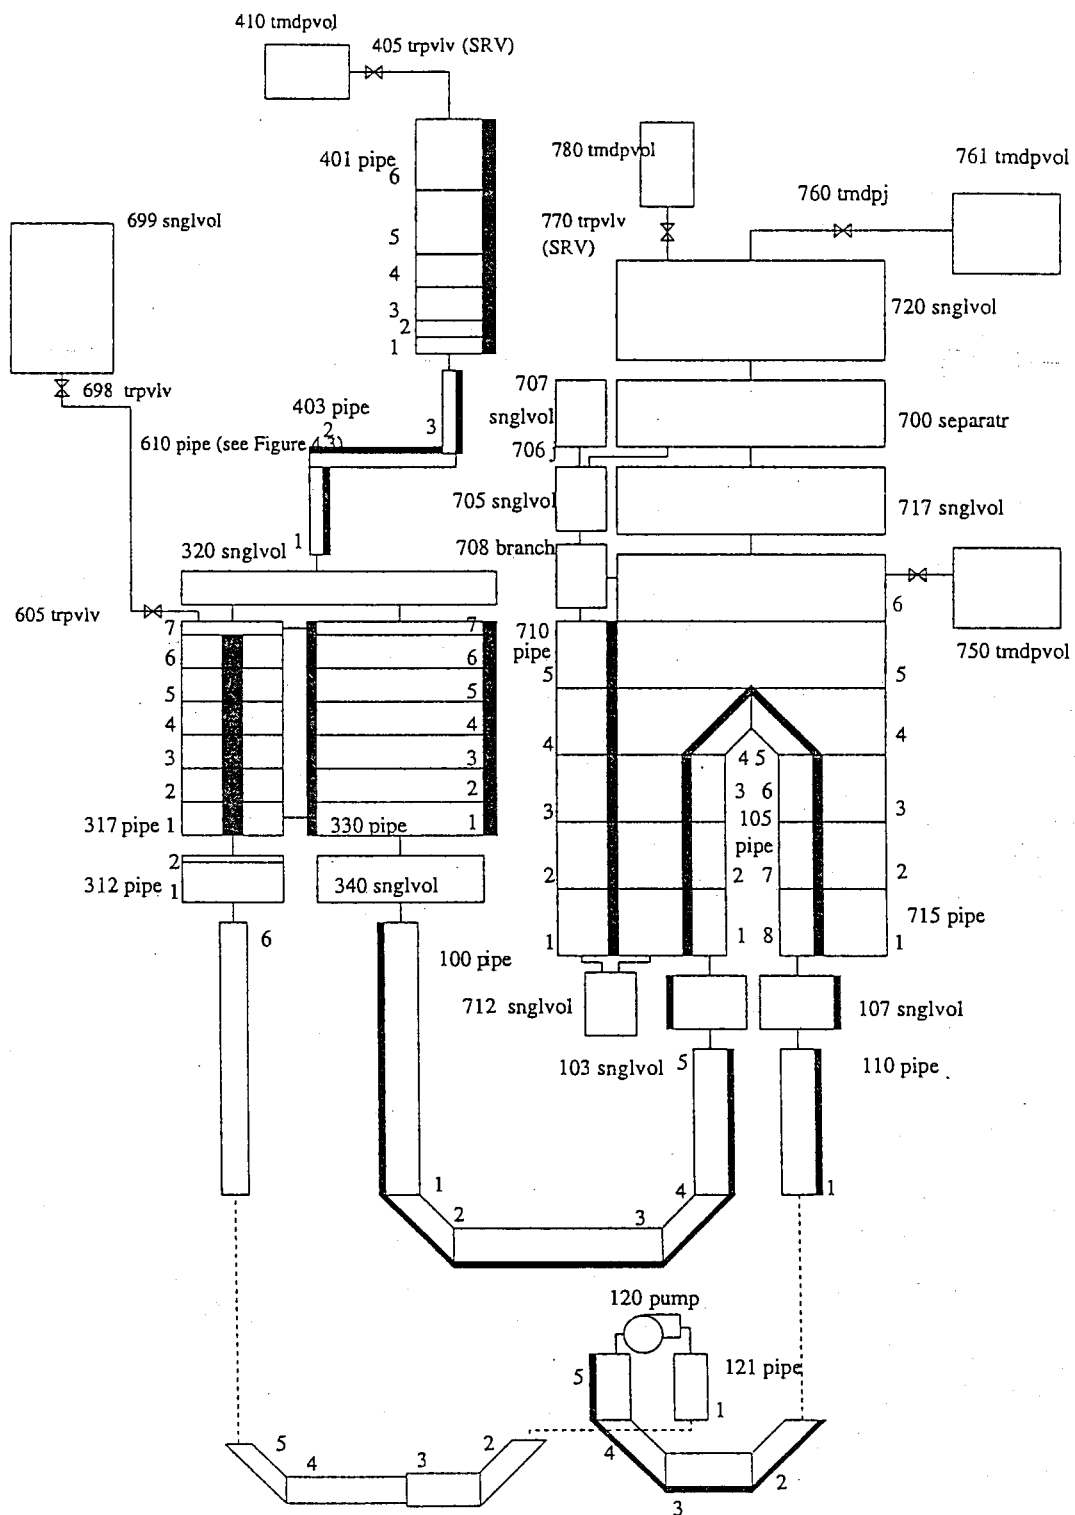 410 tmdpvol
405 trpvlv (SRV)
401 pipe
6
5
4
3
2
1
780 tmdpvol
770 trpvlv
(SRV)
760 tmdpj
761 tmdpvol
699 snglvol
698 trpvlv
720 snglvol
707
snglvol
700 separatr
706 j
705 snglvol
717 snglvol
708 branch
403 pipe
2
3
610 pipe (see Figure 4.3)
1
320 snglvol
605 trpvlv
6
750 tmdpvol
7
6
5
4
3
2
317 pipe 1
7
6
5
4
3
2
330 pipe 1
710
pipe
5
4
3
2
1
5
4
3
2
1
715 pipe
4 5
3 6
105
pipe
2 7
1 8
2
312 pipe 1
340 snglvol
6
100 pipe
712 snglvol
107 snglvol
103 snglvol
5
110 pipe
1
1
2
3
4
120 pump
121 pipe
5
1
4
3
2
5
4
3
2